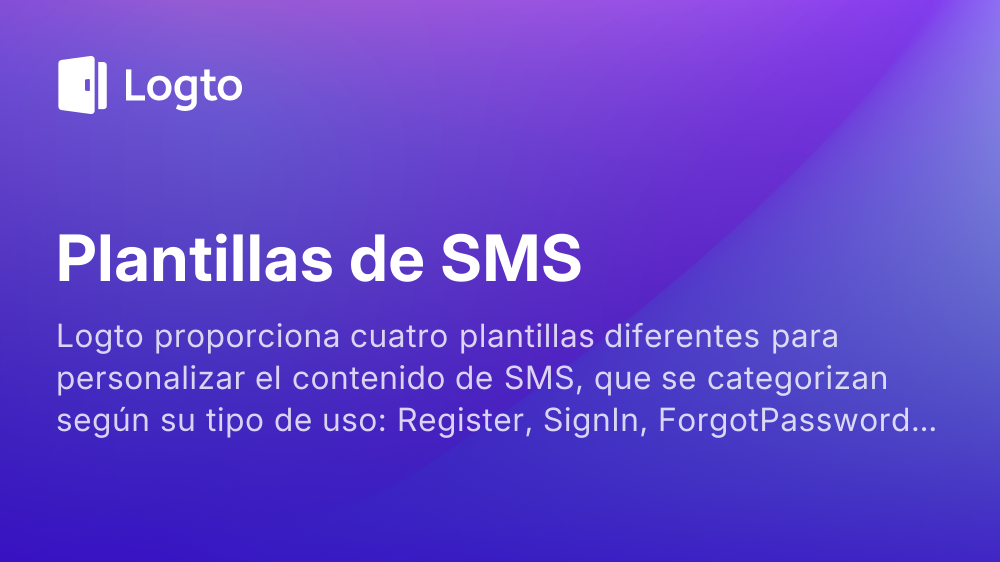 Logto
Plantillas de SMS
Logto proporciona cuatro plantillas diferentes para
personalizar el contenido de SMS, que se categorizan
según su tipo de uso: Register, SignIn, ForgotPassword...